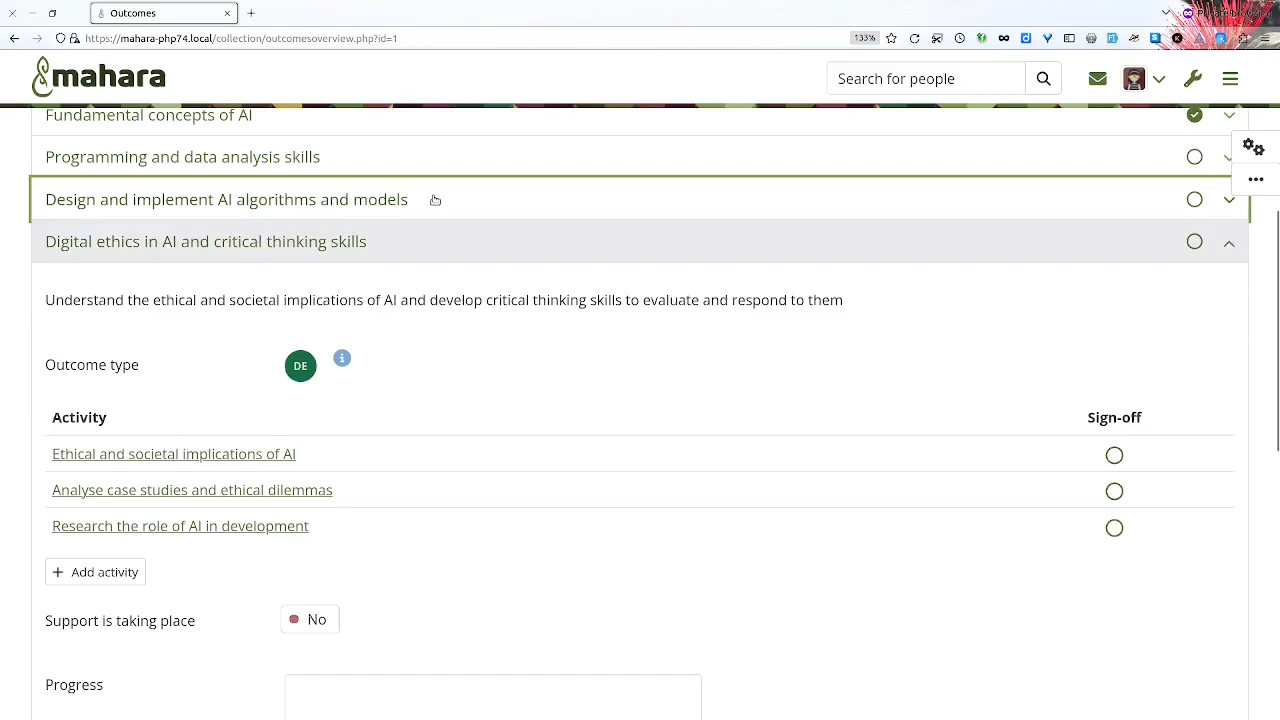 Outcomes
Private browsing
https://mahara-php74.local/collection/outcomesoverview.php?id=1
133%
mahara
Search for people
Fundamental concepts of AI
Programming and data analysis skills
Design and implement AI algorithms and models
Digital ethics in AI and critical thinking skills
Understand the ethical and societal implications of AI and develop critical thinking skills to evaluate and respond to them
Outcome type
DE
Activity
Sign-off
Ethical and societal implications of AI
Analyse case studies and ethical dilemmas
Research the role of AI in development
+ Add activity
Support is taking place
No
Progress